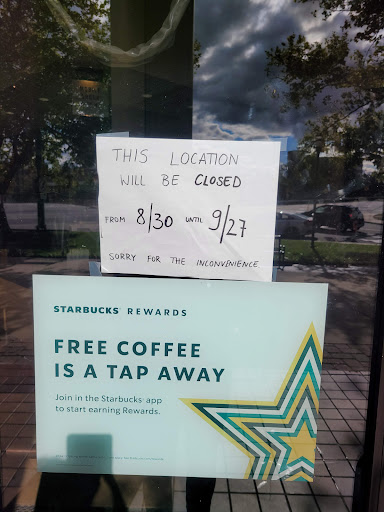 THIS LOCATION
WILL BE CLOSED
FROM 8/30 UNTIL 9/27
SORRY FOR THE INCONVENIENCE
STARBUCKS® REWARDS
FREE COFFEE
IS A TAP AWAY
Join in the Starbucks® app
to start earning Rewards.